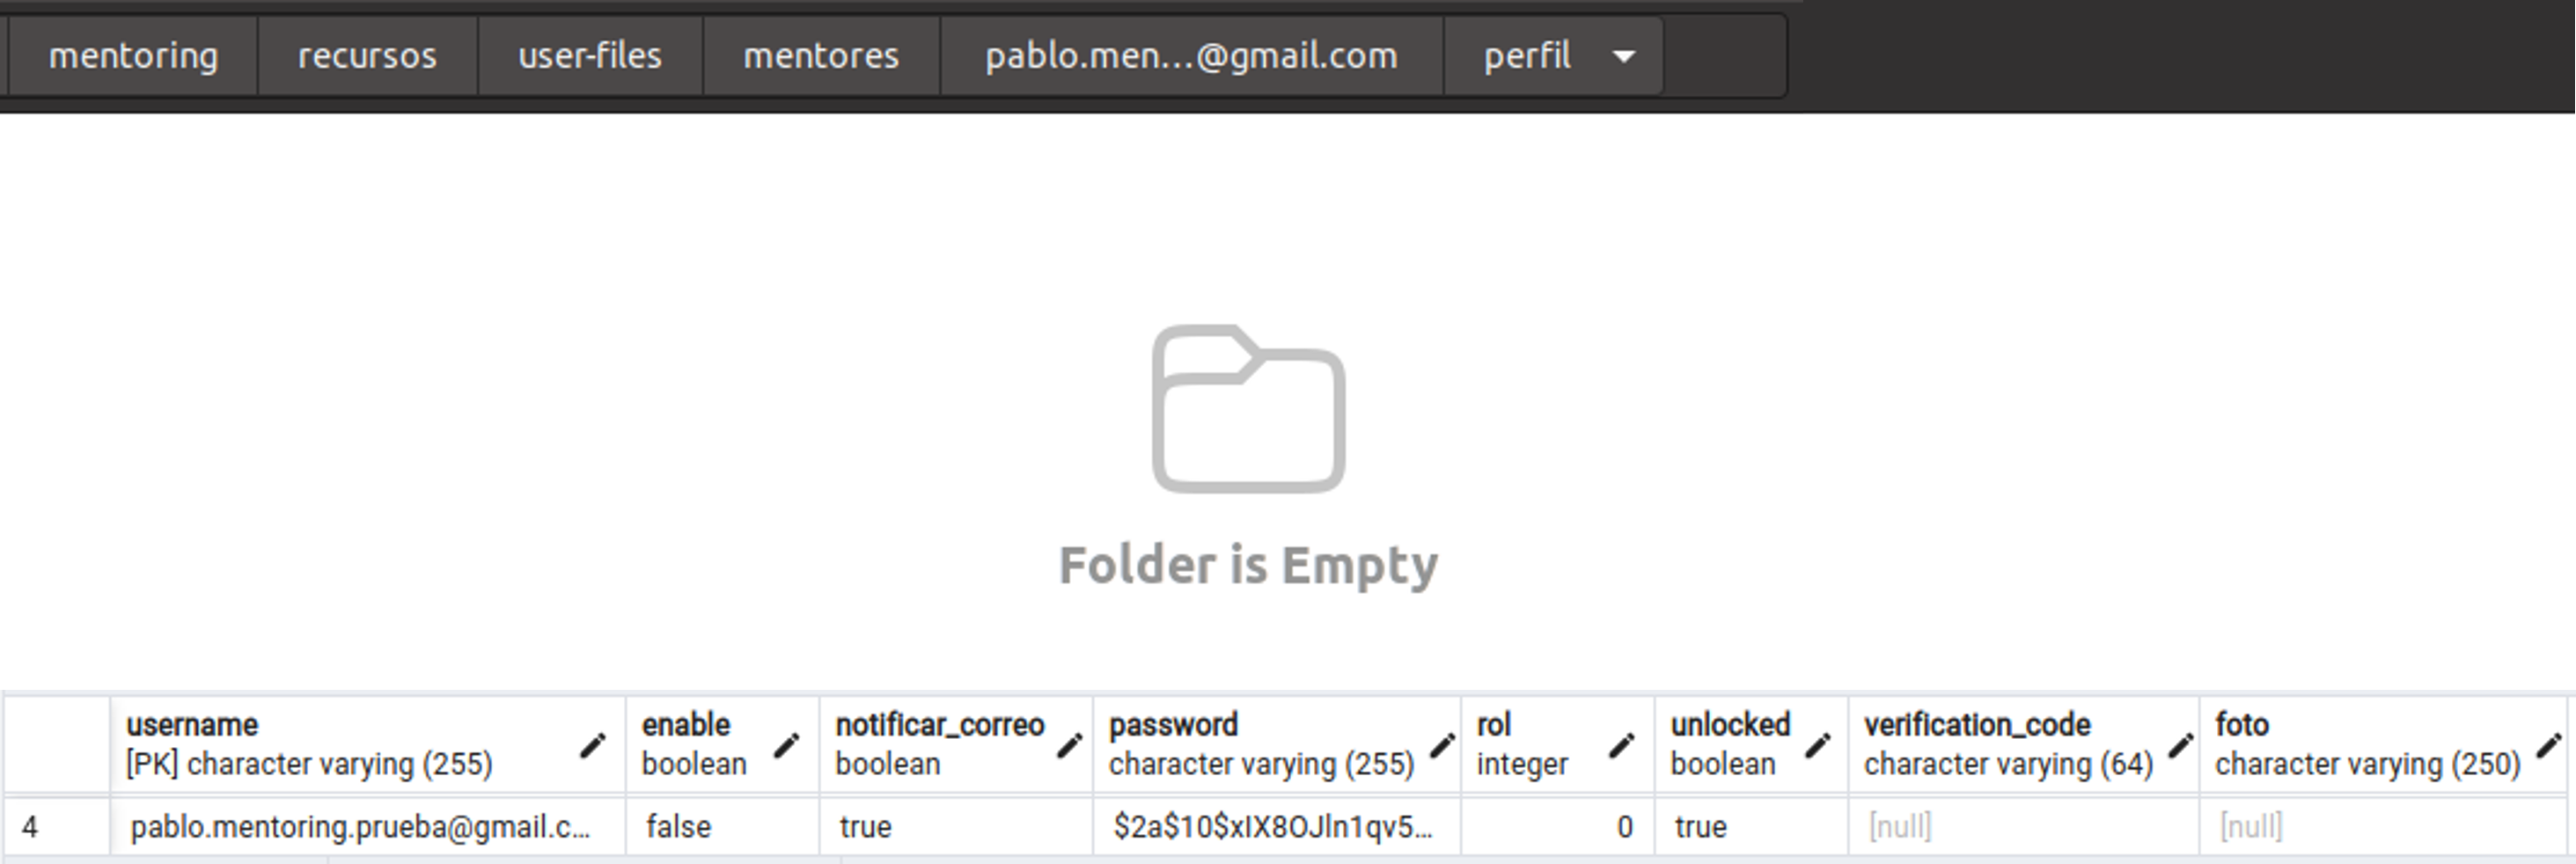 mentoring recursos user-files mentores pablo.men...@gmail.com perfil
Folder is Empty
username enable notificar_correo password rol unlocked verification_code foto
[PK] character varying (255) boolean boolean character varying (255) integer boolean character varying (64) character varying (250)
4 pablo.mentoring.prueba@gmail.c... false true $2a$10$xIX8OJln1qv5... 0 true [null] [null]